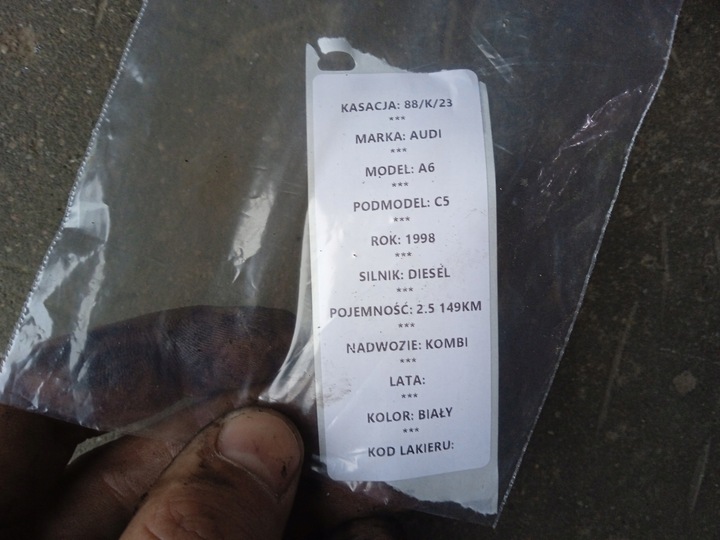 KASACJA: 88/K/23
***
MARKA: AUDI
***
MODEL: A6
***
PODMODEL: C5
***
ROK: 1998
***
SILNIK: DIESEL
***
POJEMNOŚĆ: 2.5 149KM
***
NADWOZIE: KOMBI
***
LATA:
***
KOLOR: BIAŁY
***
KOD LAKIERU: